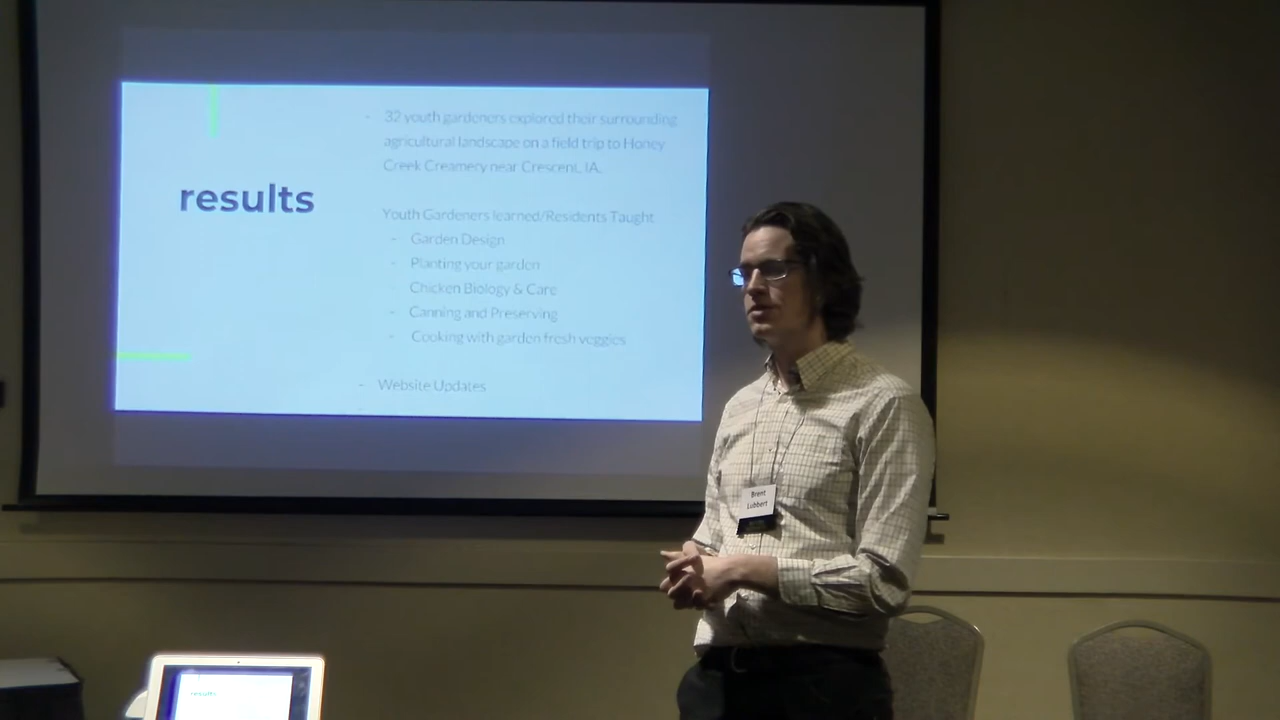 results
- 32 youth gardeners explored their surrounding
agricultural landscape on a field trip to Honey
Creek Creamery near Crescent, IA.
Youth Gardeners learned/Residents Taught
- Garden Design
- Planting your garden
Chicken Biology & Care
- Canning and Preserving
- Cooking with garden fresh veggies
- Website Updates
Brent
Lubbert
results